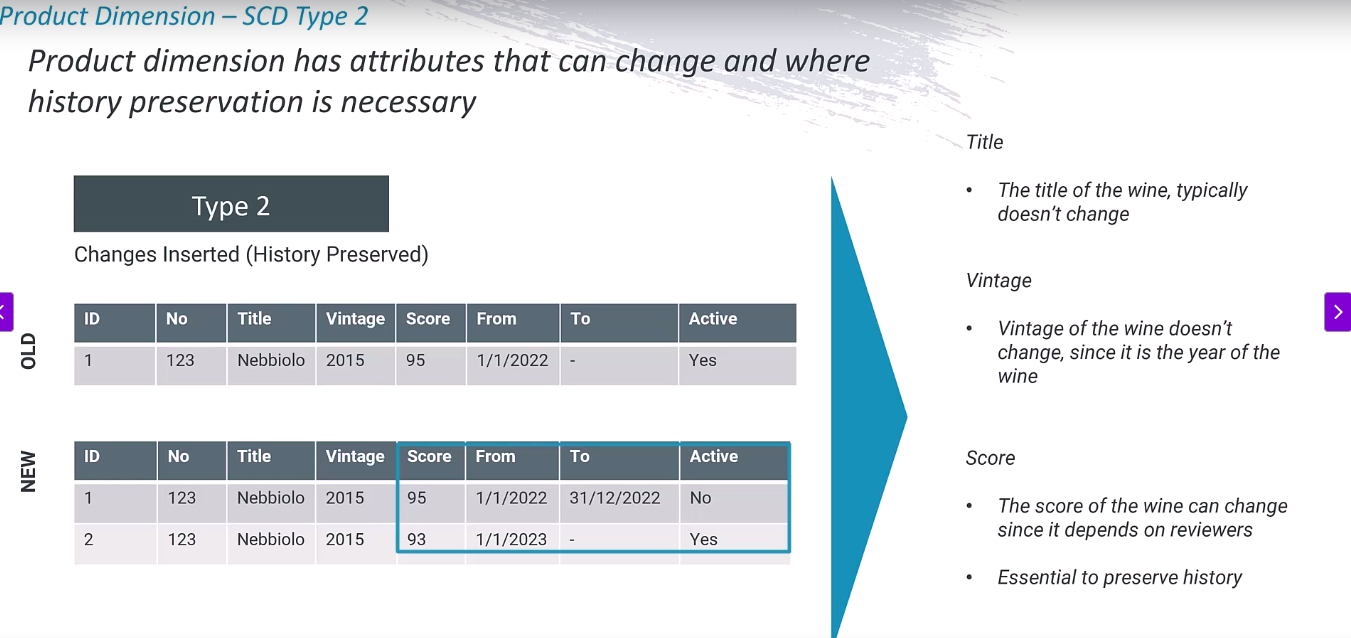 Product Dimension – SCD Type 2
Product dimension has attributes that can change and where
history preservation is necessary
Type 2
Changes Inserted (History Preserved)
OLD
ID No Title Vintage Score From To Active
1 123 Nebbiolo 2015 95 1/1/2022 - Yes
NEW
ID No Title Vintage Score From To Active
1 123 Nebbiolo 2015 95 1/1/2022 31/12/2022 No
2 123 Nebbiolo 2015 93 1/1/2023 - Yes
Title
• The title of the wine, typically
doesn’t change
Vintage
• Vintage of the wine doesn’t
change, since it is the year of the
wine
Score
• The score of the wine can change
since it depends on reviewers
• Essential to preserve history